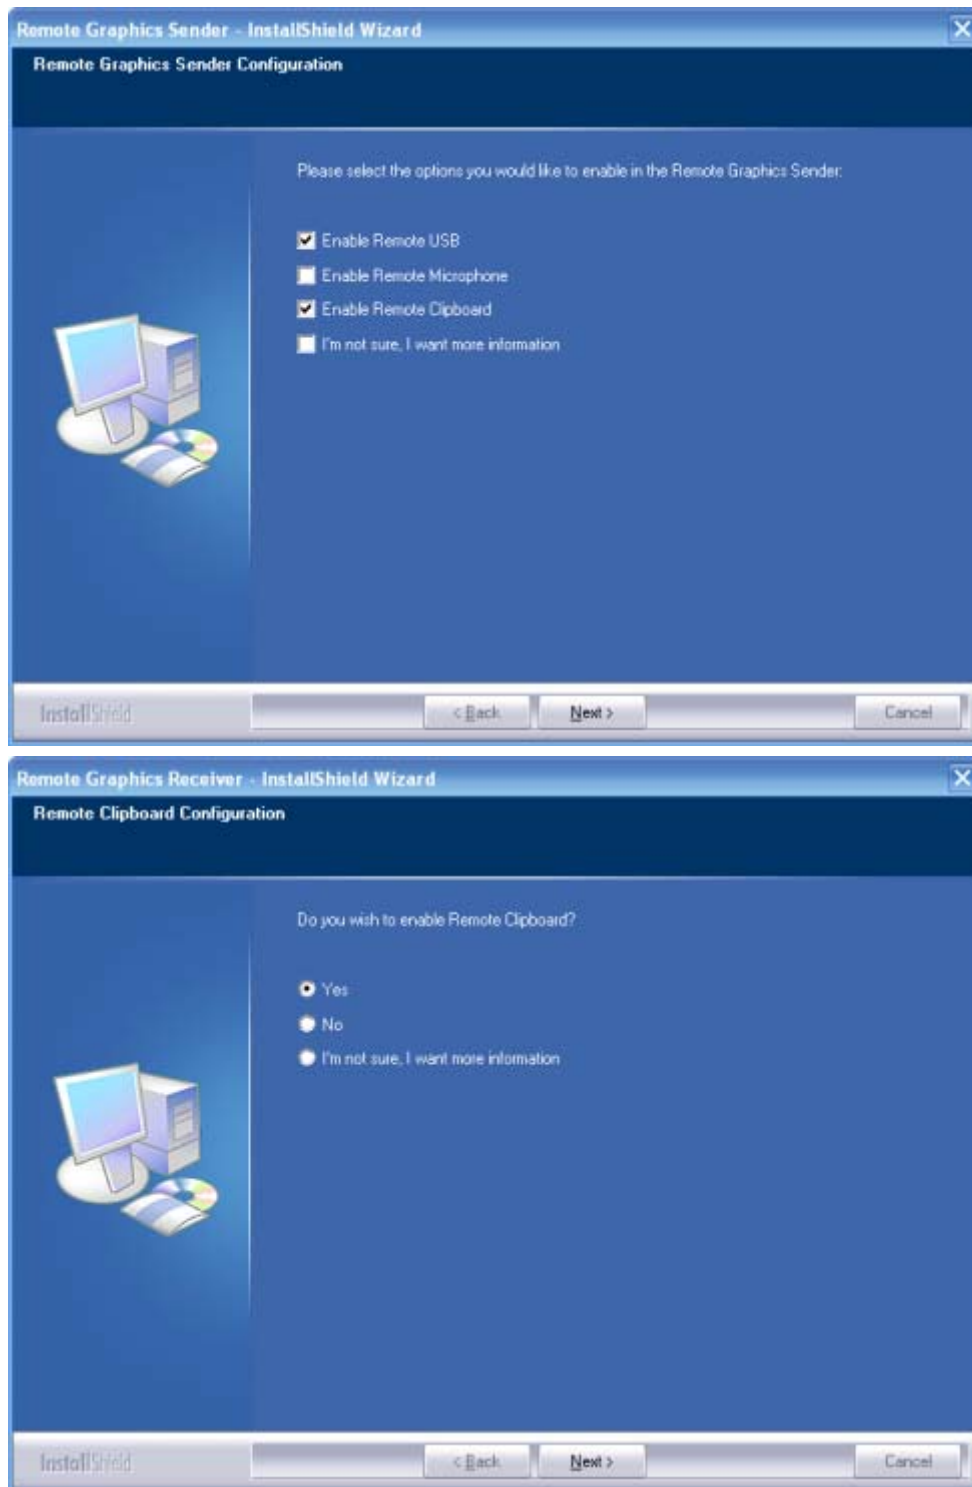 Remote Graphics Sender - InstallShield Wizard
Remote Graphics Sender Configuration
Please select the options you would like to enable in the Remote Graphics Sender:
Enable Remote USB
Enable Remote Microphone
Enable Remote Clipboard
I'm not sure, I want more information
InstallShield
< Back
Next >
Cancel
Remote Graphics Receiver - InstallShield Wizard
Remote Clipboard Configuration
Do you wish to enable Remote Clipboard?
Yes
No
I'm not sure, I want more information
InstallShield
< Back
Next >
Cancel